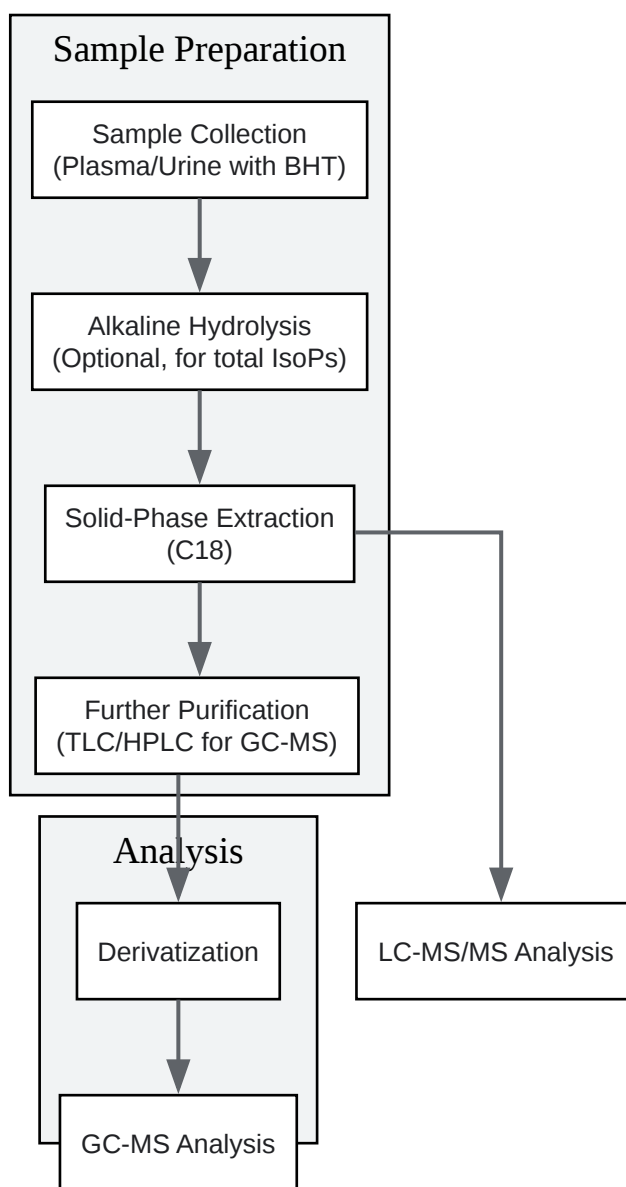 Sample Preparation
Sample Collection
(Plasma/Urine with BHT)
Alkaline Hydrolysis
(Optional, for total IsoPs)
Solid-Phase Extraction
(C18)
Further Purification
(TLC/HPLC for GC-MS)
Analysis
Derivatization
LC-MS/MS Analysis
GC-MS Analysis